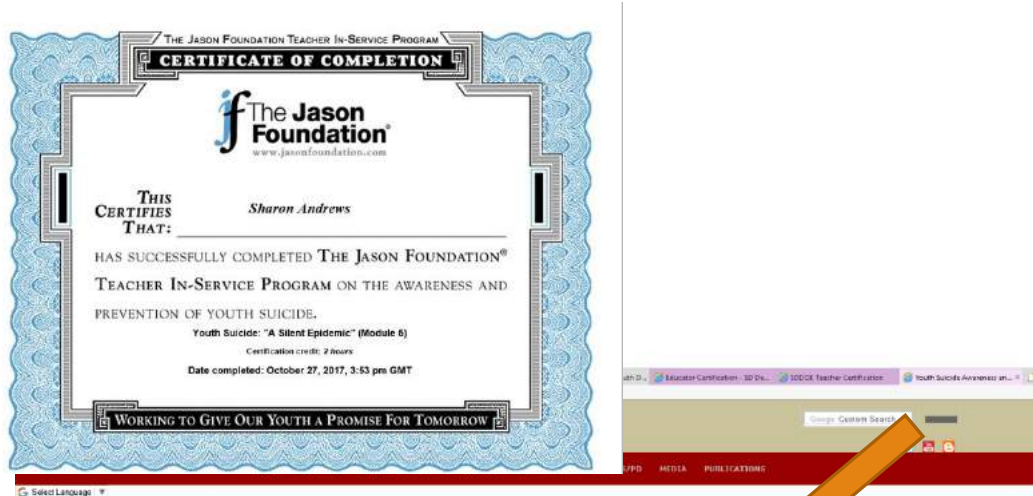 THE JASON FOUNDATION TEACHER IN-SERVICE PROGRAM
CERTIFICATE OF COMPLETION
The Jason
Foundation®
www.jasonfoundation.com
THIS
CERTIFIES
THAT:
Sharon Andrews
HAS SUCCESSFULLY COMPLETED THE JASON FOUNDATION®
TEACHER IN-SERVICE PROGRAM ON THE AWARENESS AND
PREVENTION OF YOUTH SUICIDE.
Youth Suicide: "A Silent Epidemic" (Module 6)
Certification credit: 2 hours
Date completed: October 27, 2017, 3:53 pm GMT
WORKING TO GIVE OUR YOUTH A PROMISE FOR TOMORROW
Educator Certification - SD De...
SDDOE Teacher Certification
Youth Suicide Awareness an...
Google Custom Search
S/PD MEDIA PUBLICATIONS
Select Language ▼